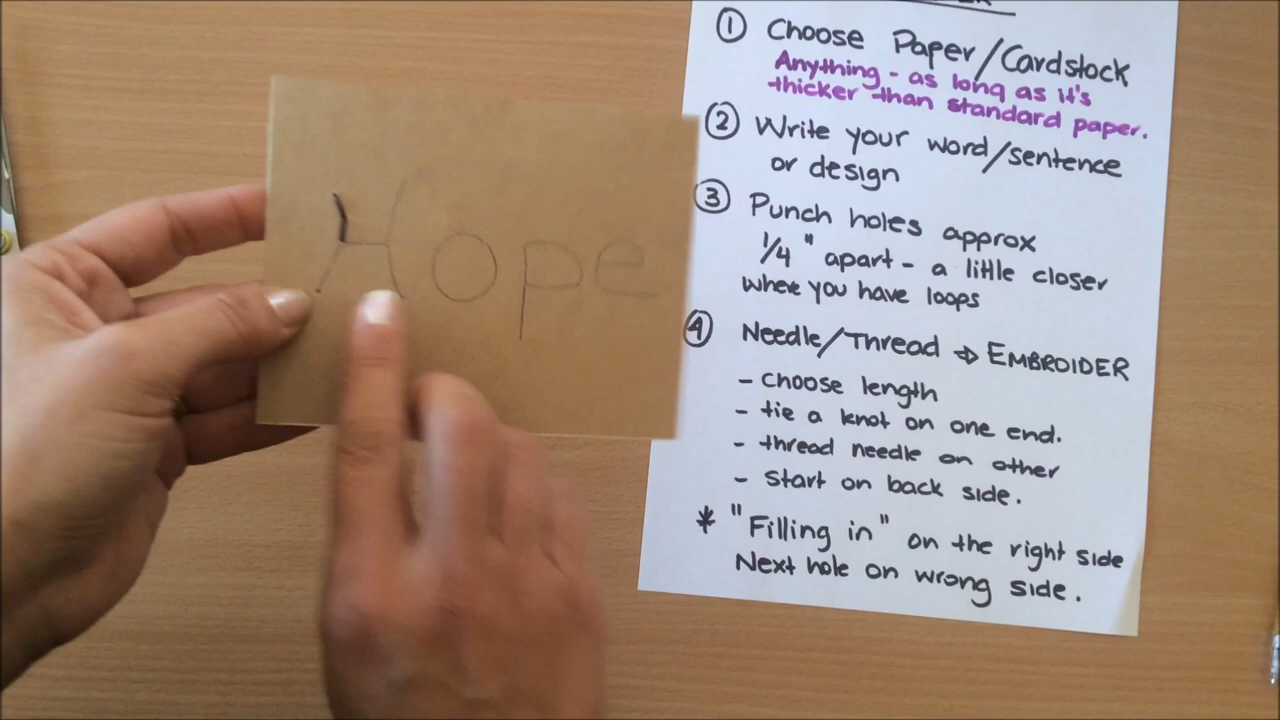 Hope
① Choose Paper/Cardstock
Anything - as long as it's
thicker than standard paper.
② Write your word/sentence
or design
③ Punch holes approx
1/4" apart - a little closer
where you have loops
④ Needle/Thread → EMBROIDER
- choose length
- tie a knot on one end.
- thread needle on other
- start on back side.
* "Filling in" on the right side
Next hole on wrong side.